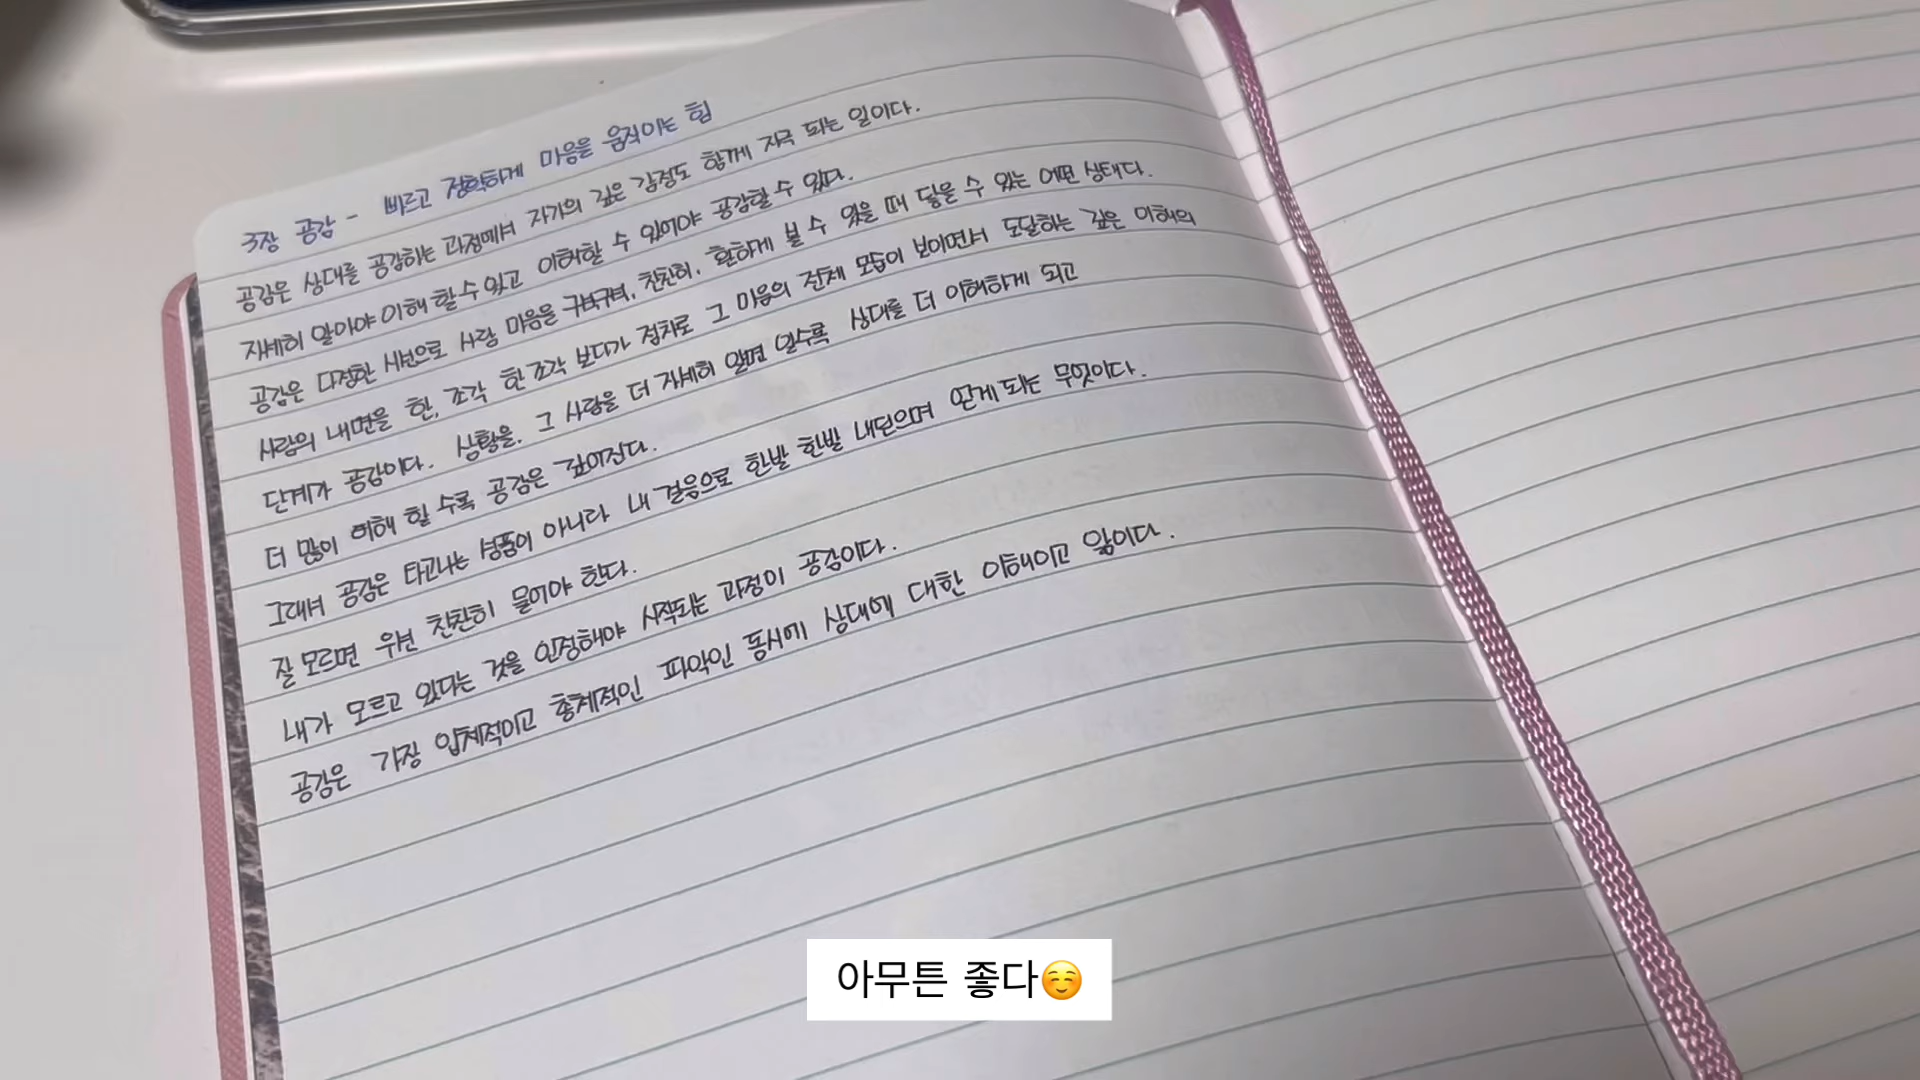 3장 공감 - 빠르고 정확하게 마음을 움직이는 힘
공감은 상대를 공감하는 과정에서 자기의 깊은 감정도 함께 자극 되는 일이다.
자세히 알아야 이해 할 수 있고 이해할 수 있어야 공감할 수 있다.
공감은 다정한 시선으로 사람 마음을 구석구석, 찬찬히, 환하게 볼 수 있을 때 닿을 수 있는 어떤 상태다.
사람의 내면을 한, 조각 한 조각 보다가 점차로 그 마음의 전체 모습이 보이면서 도달하는 깊은 이해의
단계가 공감이다. 상황을, 그 사람을 더 자세히 알면 알수록 상대를 더 이해하게 되고
더 많이 이해 할 수록 공감은 깊어진다.
그래서 공감은 타고나는 성품이 아니라 내 걸음으로 한발 한발 내딛으며 얻게 되는 무엇이다.
잘 모르면 우선 찬찬히 물어야 한다.
내가 모르고 있다는 것을 인정해야 시작되는 과정이 공감이다.
공감은 가장 입체적이고 총체적인 파악인 동시에 상대에 대한 이해이고 앎이다.
아무튼 좋다☺️